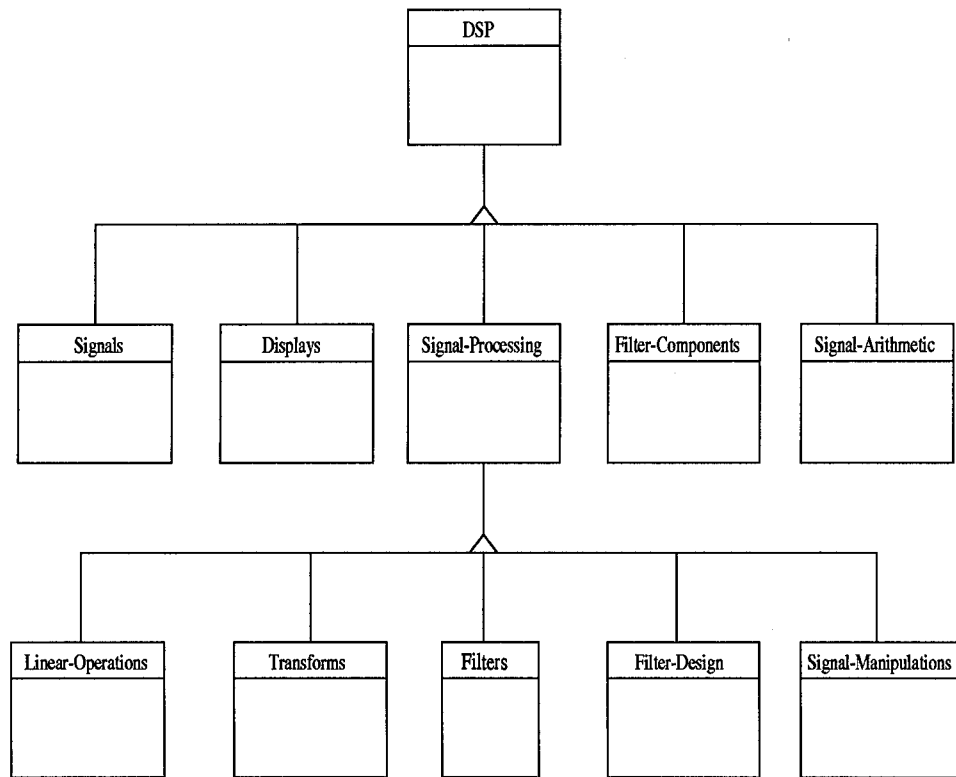 DSP
Signals
Displays
Signal-Processing
Filter-Components
Signal-Arithmetic
Linear-Operations
Transforms
Filters
Filter-Design
Signal-Manipulations